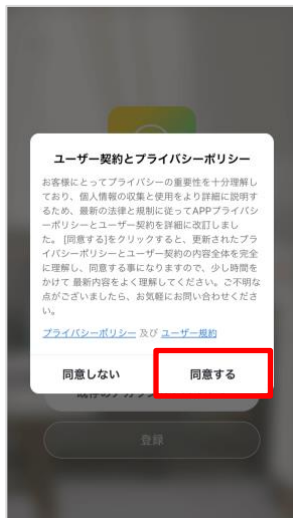 ユーザー契約とプライバシーポリシー
お客様にとってプライバシーの重要性を十分理解し
ており、個人情報の収集と使用をより詳細に説明す
るため、最新の法律と規制に従ってAPPプライバシ
ーポリシーとユーザー契約を詳細に改訂しまし
た。 [同意する]をクリックすると、更新されたプラ
イバシーポリシーとユーザー契約の内容全体を完全
に理解し、同意する事になりますので、少し時間を
かけて 最新内容をよく理解してください。ご不明な
点がございましたら、お気軽にお問い合わせくださ
い。
プライバシーポリシー 及び ユーザー規約
同意しない 同意する
登録